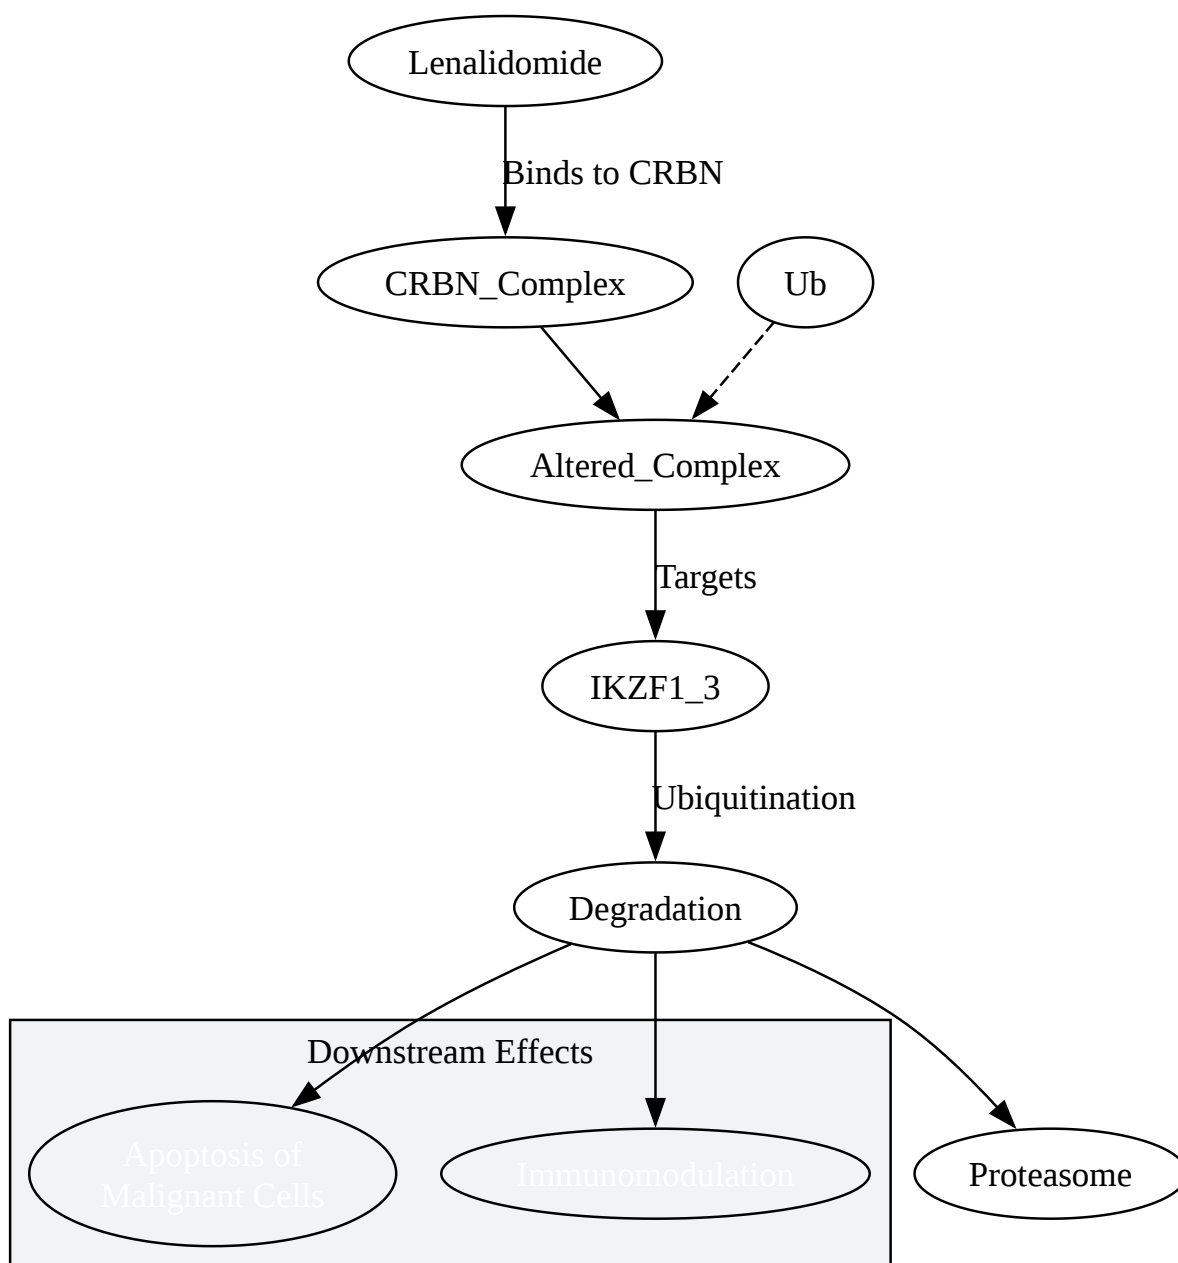 Lenalidomide
Binds to CRBN
CRBN_Complex
Ub
Altered_Complex
Targets
IKZF1_3
Ubiquitination
Degradation
Downstream Effects
Apoptosis of
Malignant Cells
Immunomodulation
Proteasome